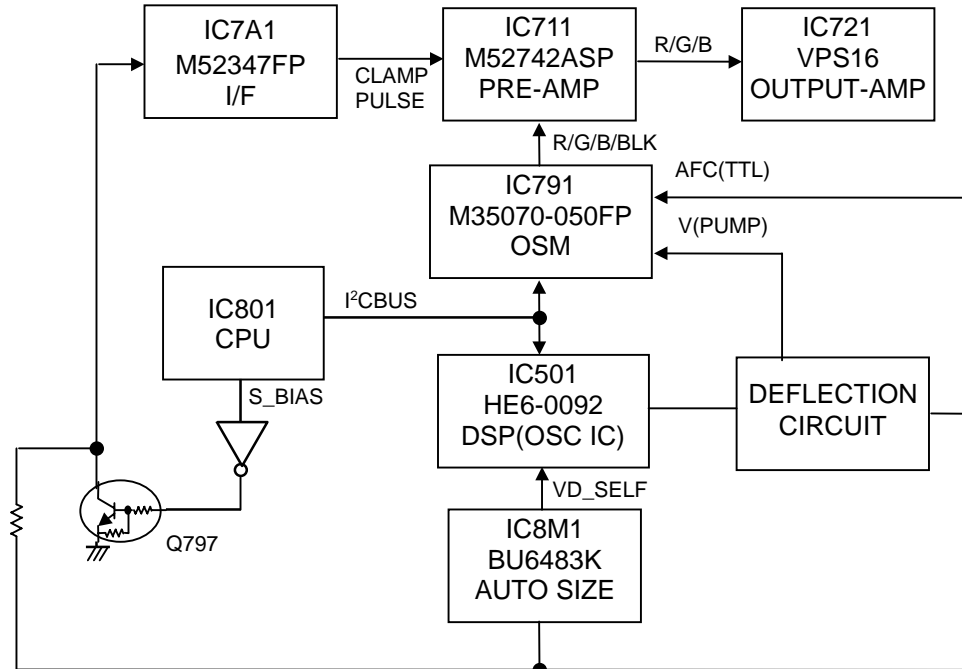 IC7A1
M52347FP
I/F
CLAMP
PULSE
IC711
M52742ASP
PRE-AMP
R/G/B
IC721
VPS16
OUTPUT-AMP
R/G/B/BLK
IC791
M35070-050FP
OSM
AFC(TTL)
V(PUMP)
IC801
CPU
I²CBUS
S_BIAS
IC501
HE6-0092
DSP(OSC IC)
DEFLECTION
CIRCUIT
VD_SELF
Q797
IC8M1
BU6483K
AUTO SIZE